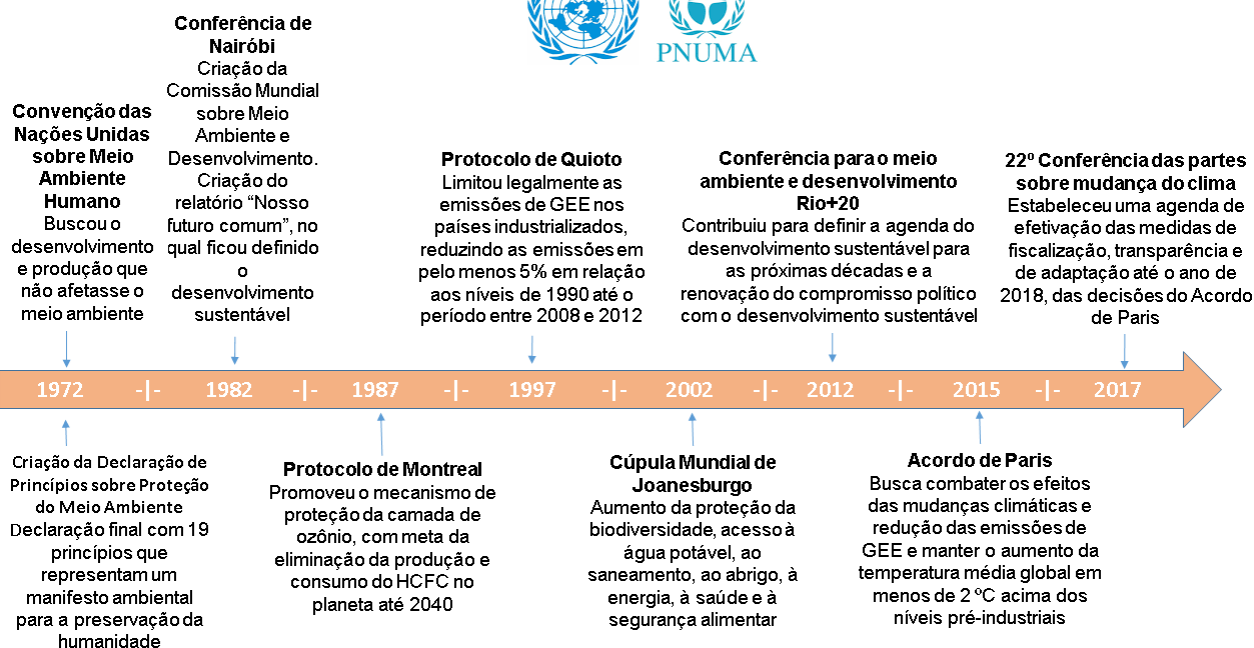 PNUMA
Convenção das
Nações Unidas
sobre Meio
Ambiente
Humano
Buscou o
desenvolvimento
e produção que
não afetasse o
meio ambiente
Conferência de
Nairóbi
Criação da
Comissão Mundial
sobre Meio
Ambiente e
Desenvolvimento.
Criação do
relatório “Nosso
futuro comum”, no
qual ficou definido
o
desenvolvimento
sustentável
Protocolo de Quioto
Limitou legalmente as
emissões de GEE nos
países industrializados,
reduzindo as emissões em
pelo menos 5% em relação
aos níveis de 1990 até o
período entre 2008 e 2012
Conferência para o meio
ambiente e desenvolvimento
Rio+20
Contribuiu para definir a agenda do
desenvolvimento sustentável para
as próximas décadas e a
renovação do compromisso político
com o desenvolvimento sustentável
22º Conferência das partes
sobre mudança do clima
Estabeleceu uma agenda de
efetivação das medidas de
fiscalização, transparência e
de adaptação até o ano de
2018, das decisões do Acordo
de Paris
1972 -|- 1982 -|- 1987 -|- 1997 -|- 2002 -|- 2012 -|- 2015 -|- 2017
Criação da Declaração de
Princípios sobre Proteção
do Meio Ambiente
Declaração final com 19
princípios que
representam um
manifesto ambiental
para a preservação da
humanidade
Protocolo de Montreal
Promoveu o mecanismo de
proteção da camada de
ozônio, com meta da
eliminação da produção e
consumo do HCFC no
planeta até 2040
Cúpula Mundial de
Joanesburgo
Aumento da proteção da
biodiversidade, acesso à
água potável, ao
saneamento, ao abrigo, à
energia, à saúde e à
segurança alimentar
Acordo de Paris
Busca combater os efeitos
das mudanças climáticas e
redução das emissões de
GEE e manter o aumento da
temperatura média global em
menos de 2 ºC acima dos
níveis pré-industriais